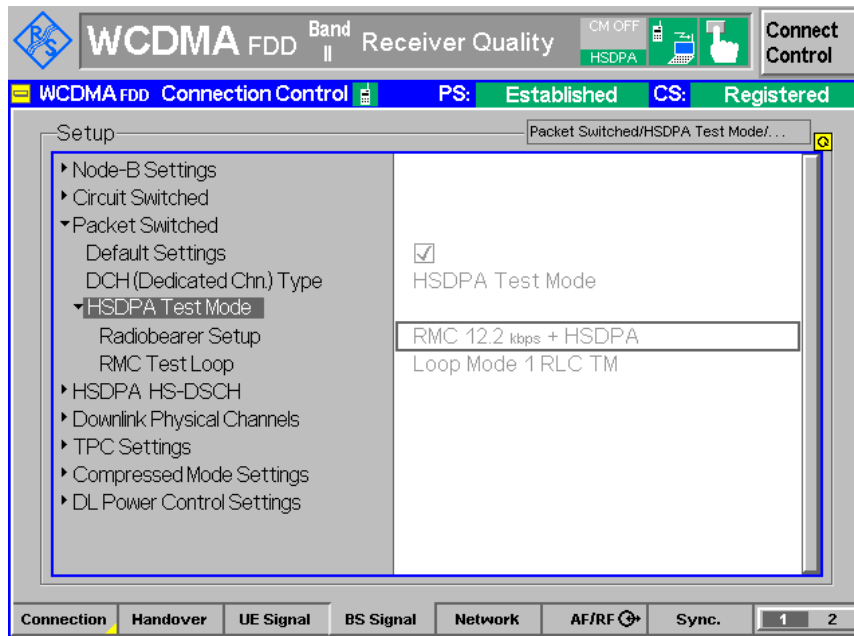 R&S WCDMA FDD Band II Receiver Quality CM OFF HSDPA Connect Control
WCDMA FDD Connection Control PS: Established CS: Registered
Setup Packet Switched/HSDPA Test Mode/...
Node-B Settings
Circuit Switched
Packet Switched
Default Settings
DCH (Dedicated Chn.) Type HSDPA Test Mode
HSDPA Test Mode
Radiobearer Setup RMC 12.2 kbps + HSDPA
RMC Test Loop Loop Mode 1 RLC TM
HSDPA HS-DSCH
Downlink Physical Channels
TPC Settings
Compressed Mode Settings
DL Power Control Settings
Connection Handover UE Signal BS Signal Network AF/RF Sync. 1 2